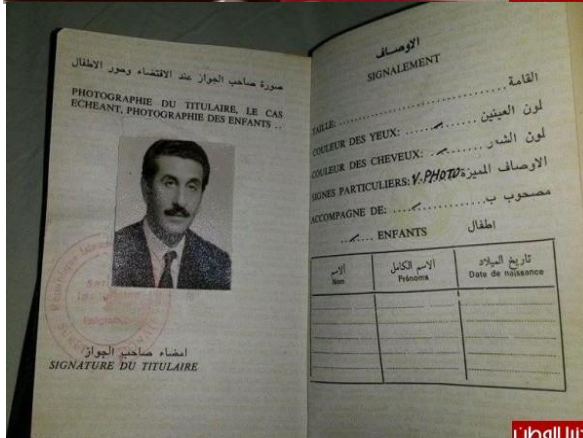 صورة صاحب الجواز عند الاقتضاء وصور الاطفال
PHOTOGRAPHIE DU TITULAIRE, LE CAS
ECHEANT, PHOTOGRAPHIE DES ENFANTS ..
امضاء صاحب الجواز
SIGNATURE DU TITULAIRE
الاوصاف
SIGNALEMENT
القامة
TAILLE:
لون العينين
COULEUR DES YEUX:
لون الشعر
COULEUR DES CHEVEUX:
الاوصاف المميزة
SIGNES PARTICULIERS: V. PHOTO
مصحوب ب
ACCOMPAGNE DE:
ENFANTS اطفال
الاسم الاسم الكامل تاريخ الميلاد
Nom Prénoms Date de naissance
دنيا الوطن